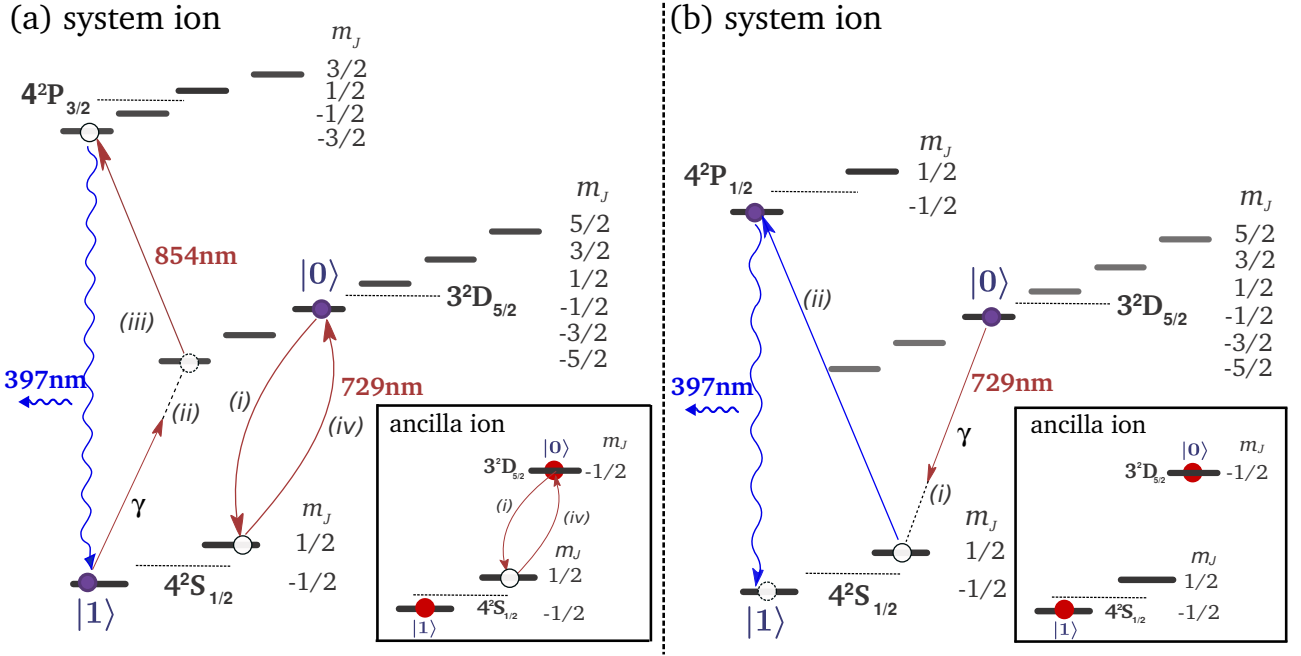 (a) system ion
m_J
3/2
1/2
-1/2
-3/2
4²P_3/2
m_J
5/2
3/2
1/2
-1/2
-3/2
-5/2
854nm
|0⟩
3²D_5/2
(iii)
397nm
(ii)
(i)
729nm
(iv)
γ
m_J
1/2
-1/2
4²S_1/2
|1⟩
ancilla ion
|0⟩
m_J
3²D_5/2
-1/2
(i)
(iv)
m_J
1/2
4²S_1/2
-1/2
|1⟩
(b) system ion
m_J
1/2
-1/2
4²P_1/2
m_J
5/2
3/2
1/2
-1/2
-3/2
-5/2
|0⟩
3²D_5/2
(ii)
397nm
729nm
γ
(i)
m_J
1/2
-1/2
4²S_1/2
|1⟩
ancilla ion
|0⟩
m_J
3²D_5/2
-1/2
m_J
1/2
4²S_1/2
-1/2
|1⟩